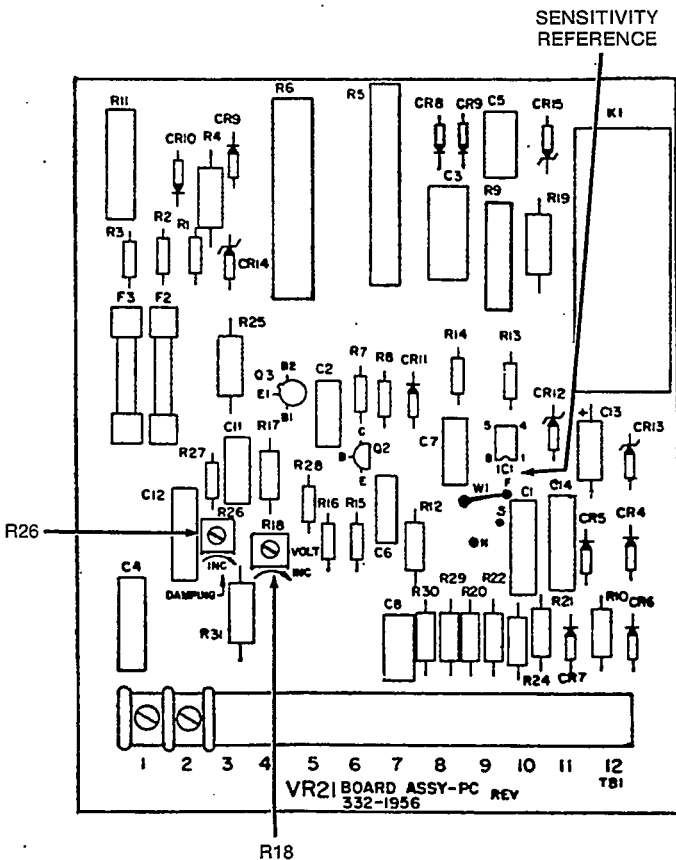 SENSITIVITY
REFERENCE
R11
CR10
R4
CR9
R6
R5
CR8
CR9
C5
CR15
K1
C3
R9
R19
R3
R2
R1
CR14
F3
F2
R25
Q3
B2
E1
B1
C2
R7
R8
CR11
R14
R13
CR12
C
Q2
B
E
C7
5
4
8
1
IC1
+
C13
CR13
R27
C11
R17
R28
W1
F
C1
C14
C12
R26
R18
VOLT
R16
R15
C6
R12
S
N
CR5
CR4
R26
INC
INC
DAMPING
C4
R31
R30
R29
R20
R22
C8
R24
R21
CR7
R10
CR6
1 2 3 4 5 6 7 8 9 10 11 12
TB1
VR21 BOARD ASSY-PC
332-1956
REV
R18